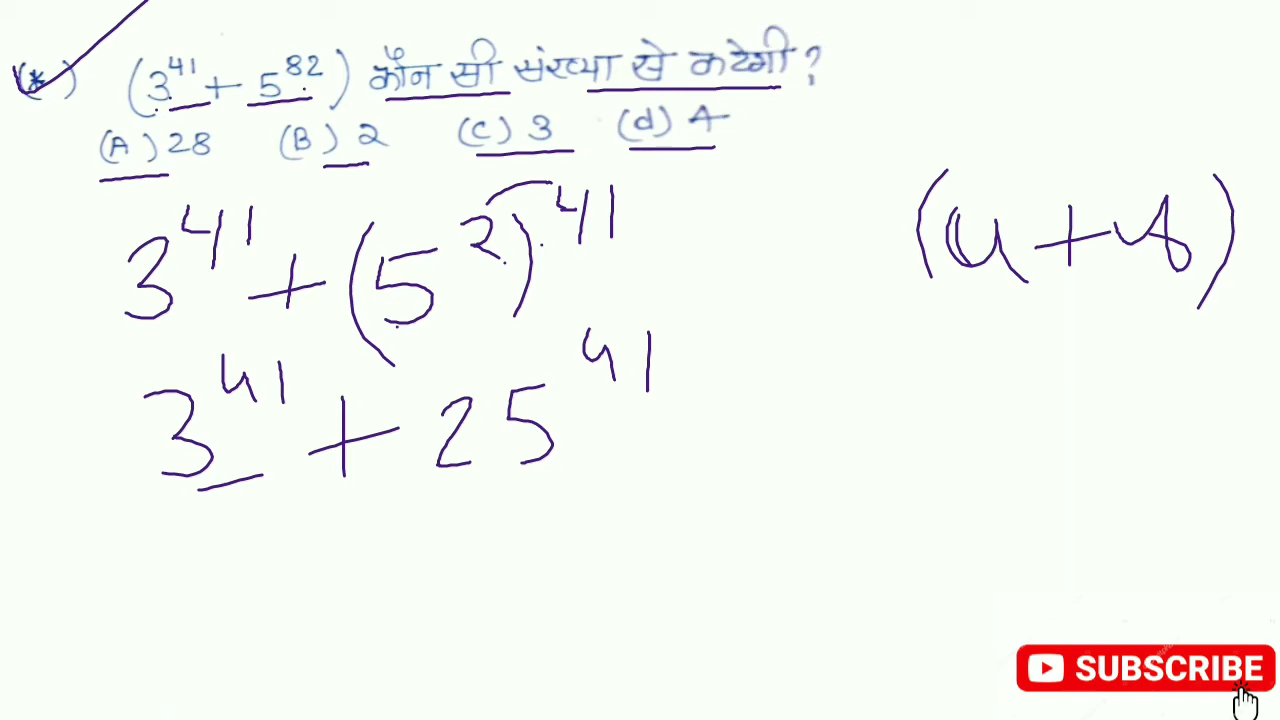 (*) (3^41 + 5^82) कौन सी संख्या से कटेगी?
(A) 28 (B) 2 (C) 3 (d) 4
3^41 + (5^2)^41
3^41 + 25^41
SUBSCRIBE